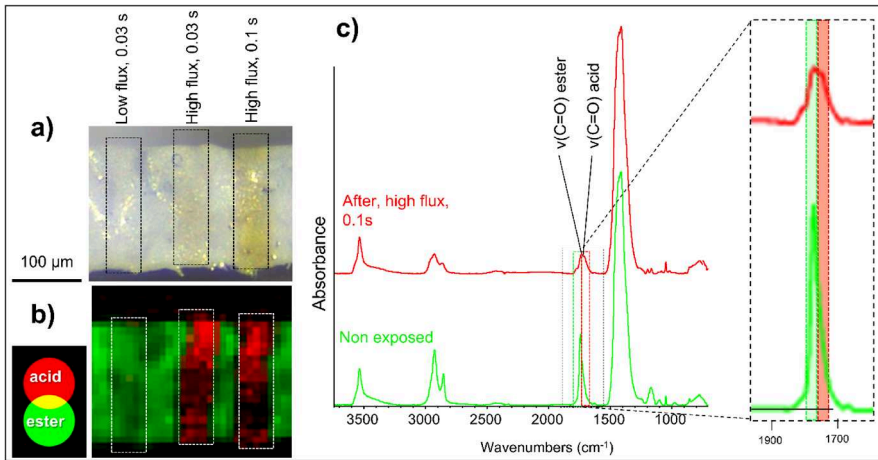 Low flux, 0.03 s
High flux, 0.03 s
High flux, 0.1 s
a)
100 µm
b)
acid
ester
c)
Absorbance
ν(C=O) ester
ν(C=O) acid
After, high flux,
0.1s
Non exposed
3500 3000 2500 2000 1500 1000
Wavenumbers (cm⁻¹)
1900 1700